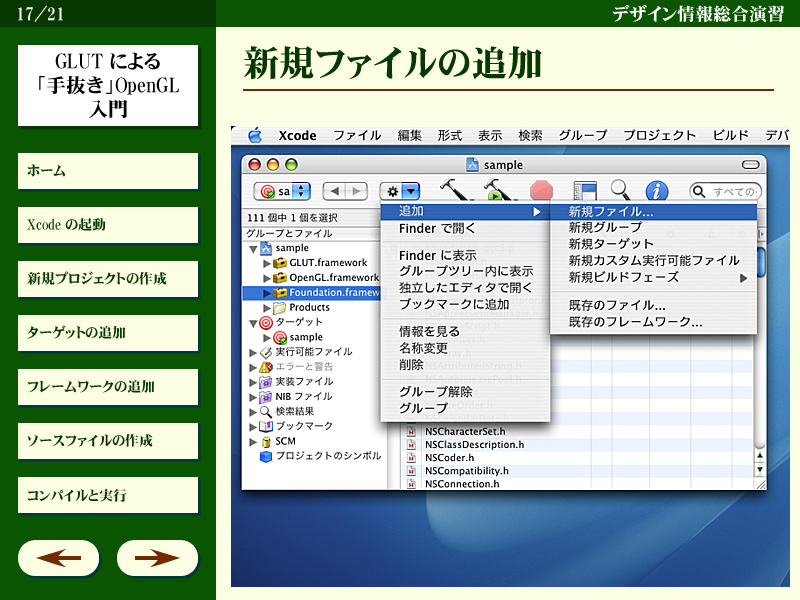 17/21
デザイン情報総合演習
GLUT による
「手抜き」OpenGL
入門
ホーム
Xcode の起動
新規プロジェクトの作成
ターゲットの追加
フレームワークの追加
ソースファイルの作成
コンパイルと実行
新規ファイルの追加
Xcode ファイル 編集 形式 表示 検索 グループ プロジェクト ビルド デバ
sample
sa
すべての
111 個中 1 個を選択
グループとファイル
sample
GLUT.framework
OpenGL.framework
Foundation.framew
Products
ターゲット
sample
実行可能ファイル
エラーと警告
実装ファイル
NIB ファイル
検索結果
ブックマーク
SCM
プロジェクトのシンボル
追加
Finder で開く
Finder に表示
グループツリー内に表示
独立したエディタで開く
ブックマークに追加
情報を見る
名称変更
削除
グループ解除
グループ
新規ファイル...
新規グループ
新規ターゲット
新規カスタム実行可能ファイル
新規ビルドフェーズ
既存のファイル...
既存のフレームワーク...
NSCharacterSet.h
NSClassDescription.h
NSCoder.h
NSCompatibility.h
NSConnection.h